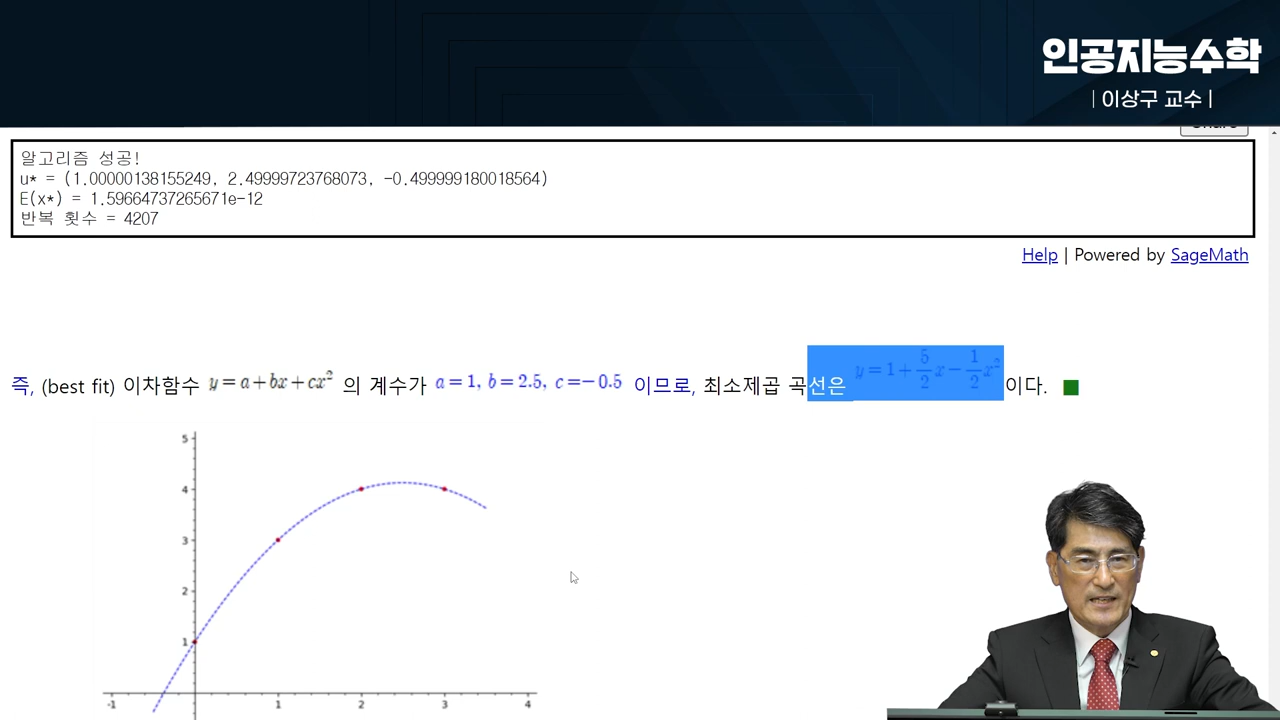 인공지능수학
| 이상구 교수 |
알고리즘 성공!
u* = (1.00000138155249, 2.49999723768073, -0.499999180018564)
E(x*) = 1.59664737265671e-12
반복 횟수 = 4207
Help | Powered by SageMath
즉, (best fit) 이차함수 y = a + bx + cx² 의 계수가 a = 1, b = 2.5, c = -0.5 이므로, 최소제곱 곡선은 y = 1 + 5/2 x - 1/2 x² 이다.
5
4
3
2
1
-1 1 2 3 4